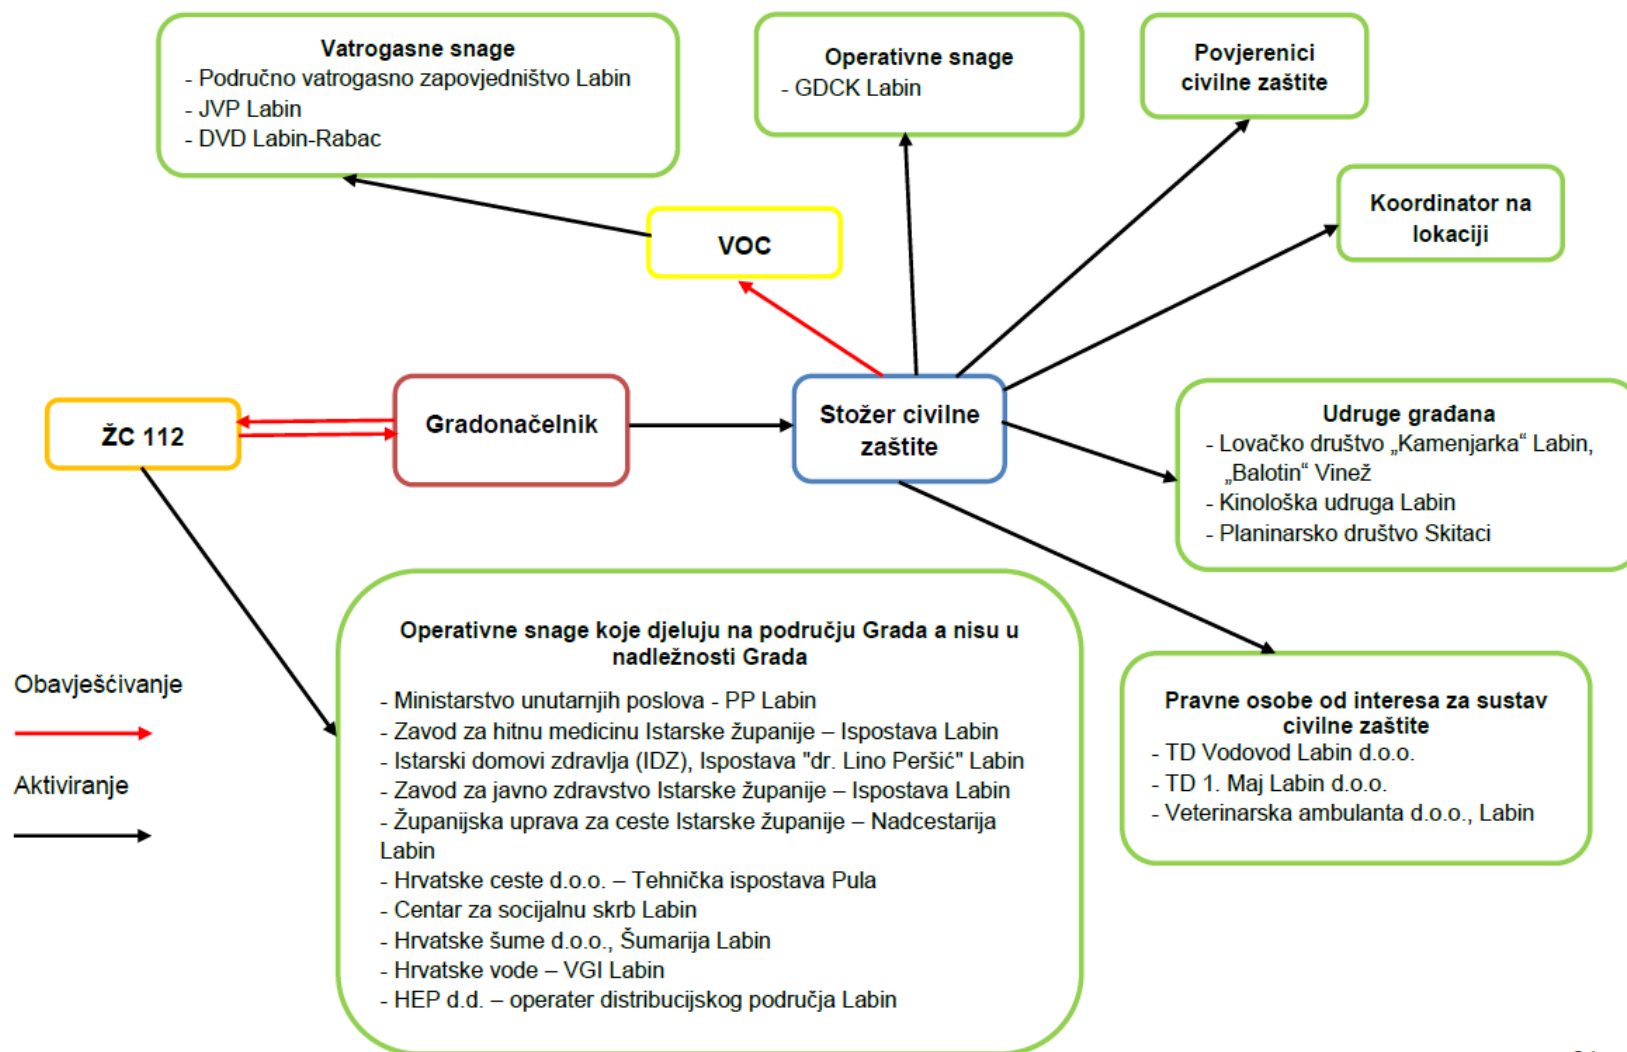 Vatrogasne snage
- Područno vatrogasno zapovjedništvo Labin
- JVP Labin
- DVD Labin-Rabac
Operativne snage
- GDCK Labin
Povjerenici
civilne zaštite
Koordinator na
lokaciji
VOC
ŽC 112
Gradonačelnik
Stožer civilne
zaštite
Udruge građana
- Lovačko društvo „Kamenjarka“ Labin,
„Balotin“ Vinež
- Kinološka udruga Labin
- Planinarsko društvo Skitaci
Operativne snage koje djeluju na području Grada a nisu u
nadležnosti Grada
- Ministarstvo unutarnjih poslova - PP Labin
- Zavod za hitnu medicinu Istarske županije – Ispostava Labin
- Istarski domovi zdravlja (IDZ), Ispostava "dr. Lino Peršić" Labin
- Zavod za javno zdravstvo Istarske županije – Ispostava Labin
- Županijska uprava za ceste Istarske županije – Nadcestarija
Labin
- Hrvatske ceste d.o.o. – Tehnička ispostava Pula
- Centar za socijalnu skrb Labin
- Hrvatske šume d.o.o., Šumarija Labin
- Hrvatske vode – VGI Labin
- HEP d.d. – operater distribucijskog područja Labin
Pravne osobe od interesa za sustav
civilne zaštite
- TD Vodovod Labin d.o.o.
- TD 1. Maj Labin d.o.o.
- Veterinarska ambulanta d.o.o., Labin
Obavješćivanje
Aktiviranje